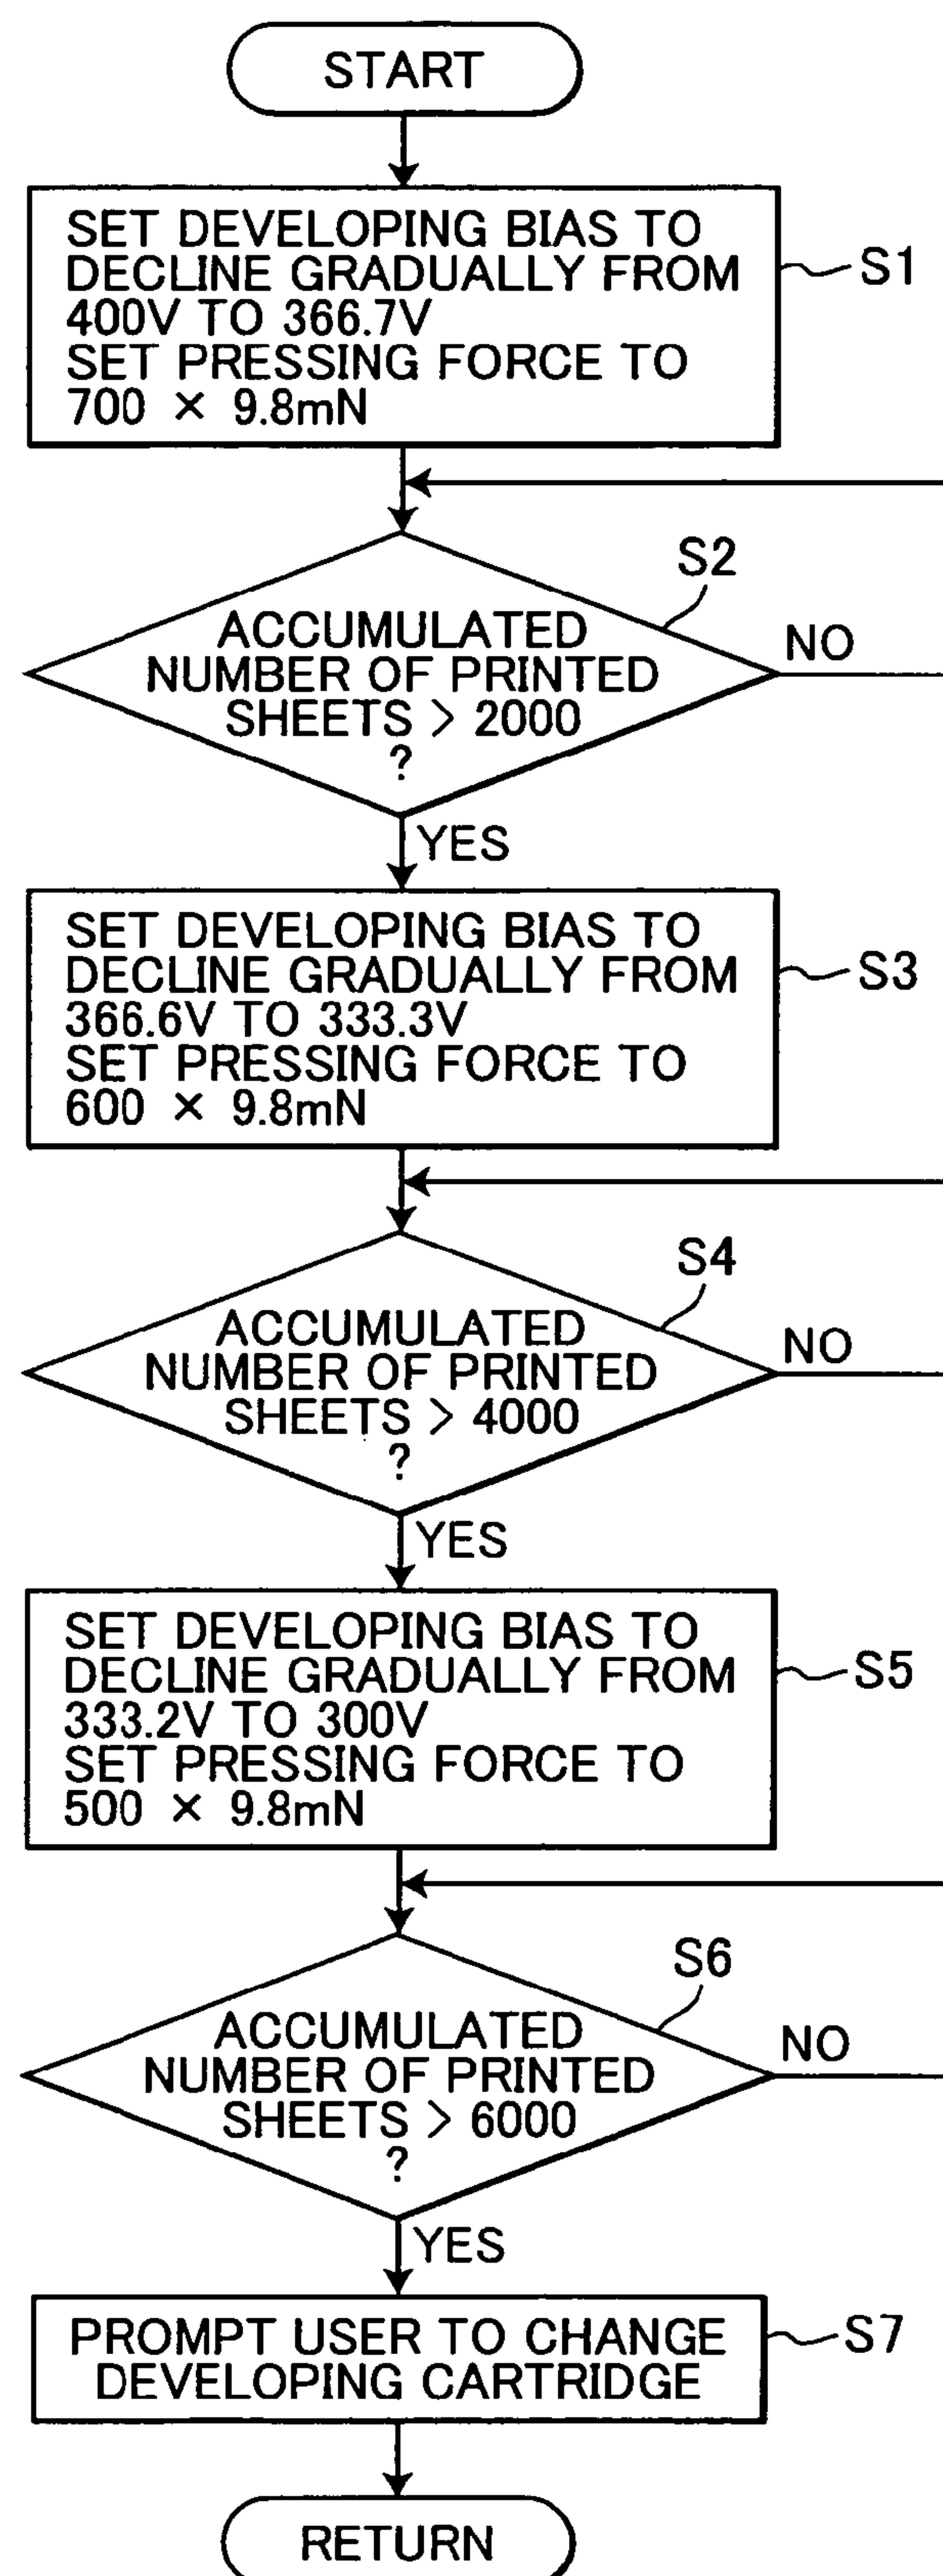 START
SET DEVELOPING BIAS TO
DECLINE GRADUALLY FROM
400V TO 366.7V
SET PRESSING FORCE TO
700 × 9.8mN
S1
S2
ACCUMULATED
NUMBER OF PRINTED
SHEETS > 2000
?
NO
YES
SET DEVELOPING BIAS TO
DECLINE GRADUALLY FROM
366.6V TO 333.3V
SET PRESSING FORCE TO
600 × 9.8mN
S3
S4
ACCUMULATED
NUMBER OF PRINTED
SHEETS > 4000
?
NO
YES
SET DEVELOPING BIAS TO
DECLINE GRADUALLY FROM
333.2V TO 300V
SET PRESSING FORCE TO
500 × 9.8mN
S5
S6
ACCUMULATED
NUMBER OF PRINTED
SHEETS > 6000
?
NO
YES
PROMPT USER TO CHANGE
DEVELOPING CARTRIDGE
S7
RETURN